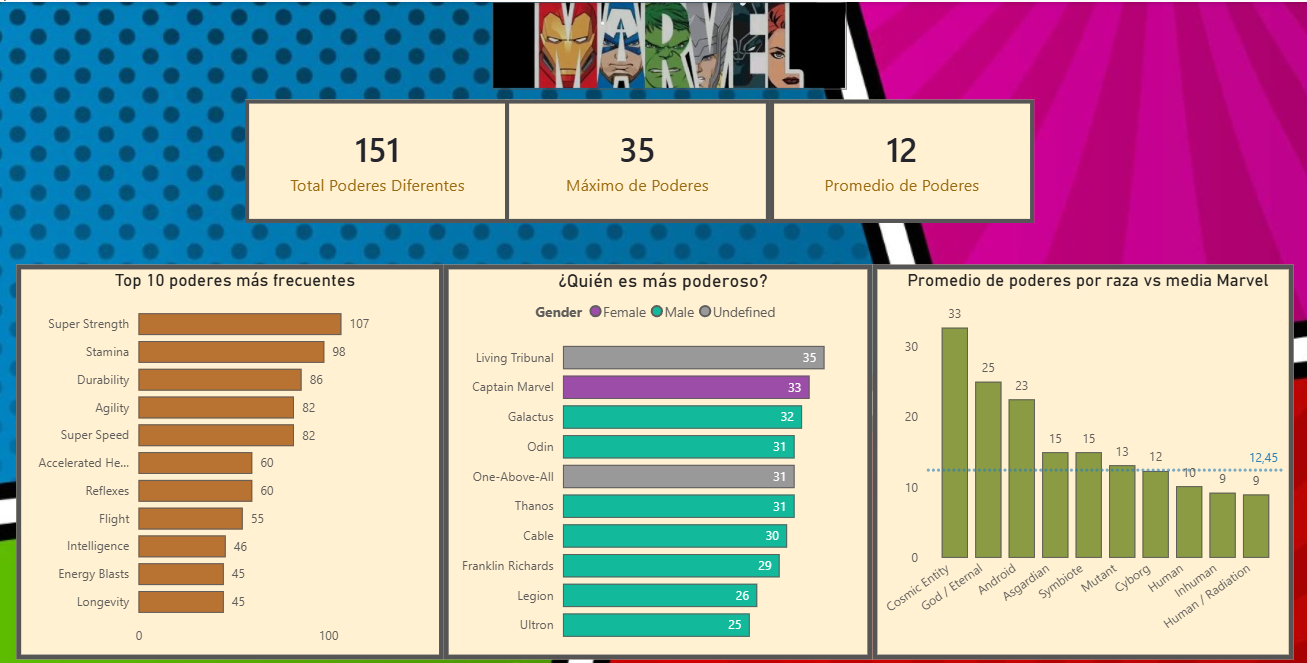 MARVEL
151
Total Poderes Diferentes
35
Máximo de Poderes
12
Promedio de Poderes
Top 10 poderes más frecuentes
Super Strength 107
Stamina 98
Durability 86
Agility 82
Super Speed 82
Accelerated He... 60
Reflexes 60
Flight 55
Intelligence 46
Energy Blasts 45
Longevity 45
0 100
¿Quién es más poderoso?
Gender Female Male Undefined
Living Tribunal 35
Captain Marvel 33
Galactus 32
Odin 31
One-Above-All 31
Thanos 31
Cable 30
Franklin Richards 29
Legion 26
Ultron 25
Promedio de poderes por raza vs media Marvel
30
20
10
0
33
25
23
15
15
13
12
10
9
9
12,45
Cosmic Entity
God / Eternal
Android
Asgardian
Symbiote
Mutant
Cyborg
Human
Inhuman
Human / Radiation